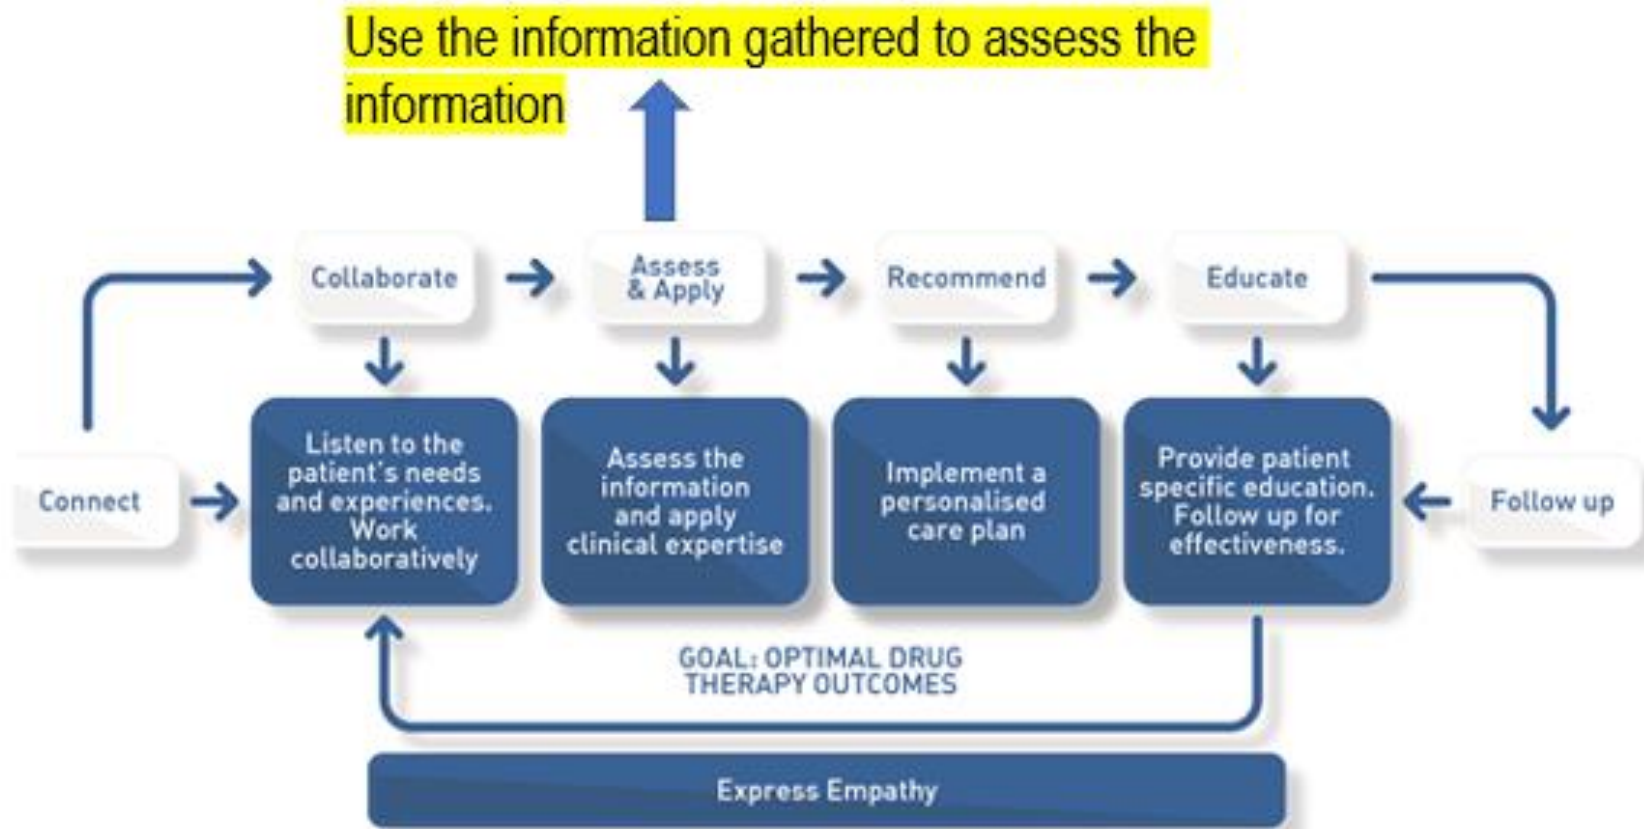 Use the information gathered to assess the
information
Collaborate
Assess
& Apply
Recommend
Educate
Connect
Listen to the
patient's needs
and experiences.
Work
collaboratively
Assess the
information
and apply
clinical expertise
Implement a
personalised
care plan
Provide patient
specific education.
Follow up for
effectiveness.
Follow up
GOAL: OPTIMAL DRUG
THERAPY OUTCOMES
Express Empathy